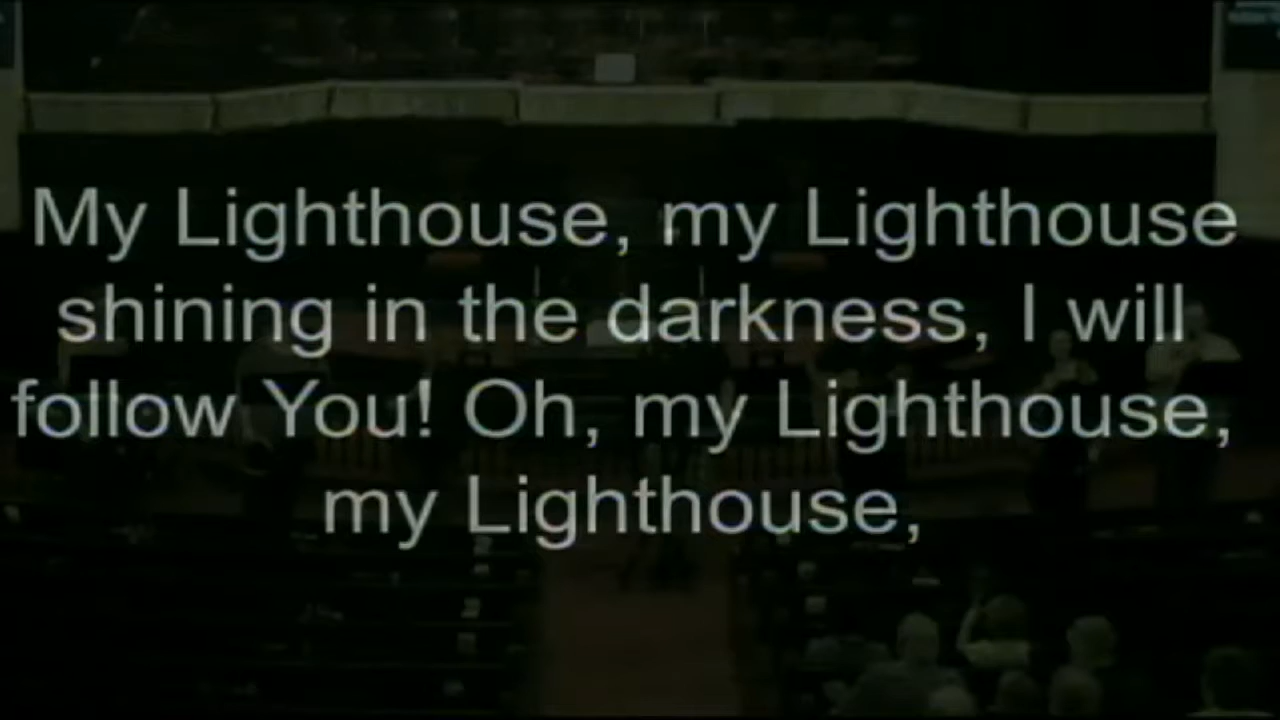 My Lighthouse, my Lighthouse
shining in the darkness, I will
follow You! Oh, my Lighthouse,
my Lighthouse,